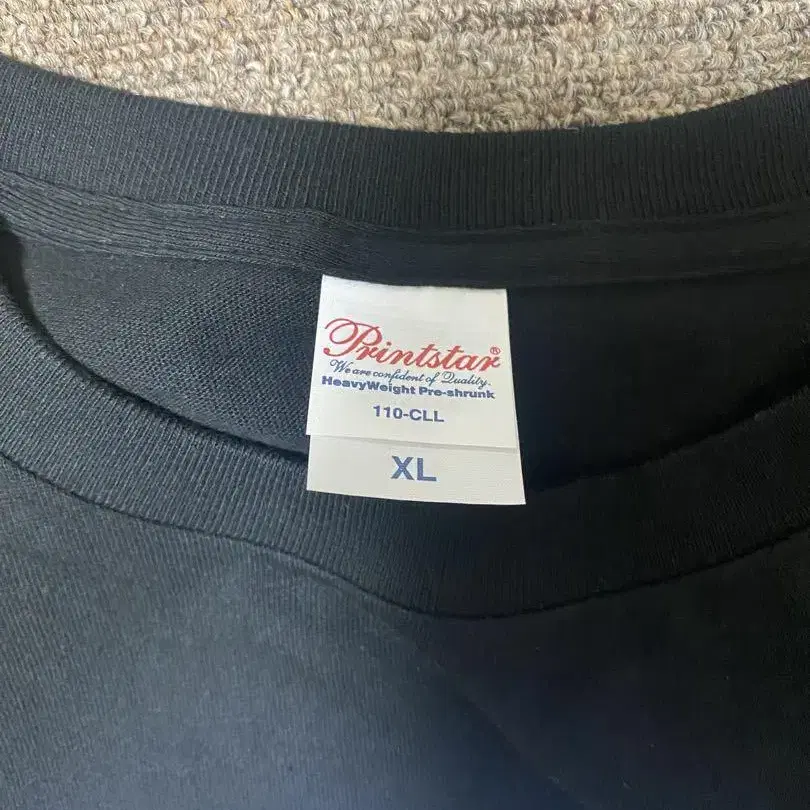 Printstar®
We are confident of Quality.
HeavyWeight Pre-shrunk
110-CLL
XL